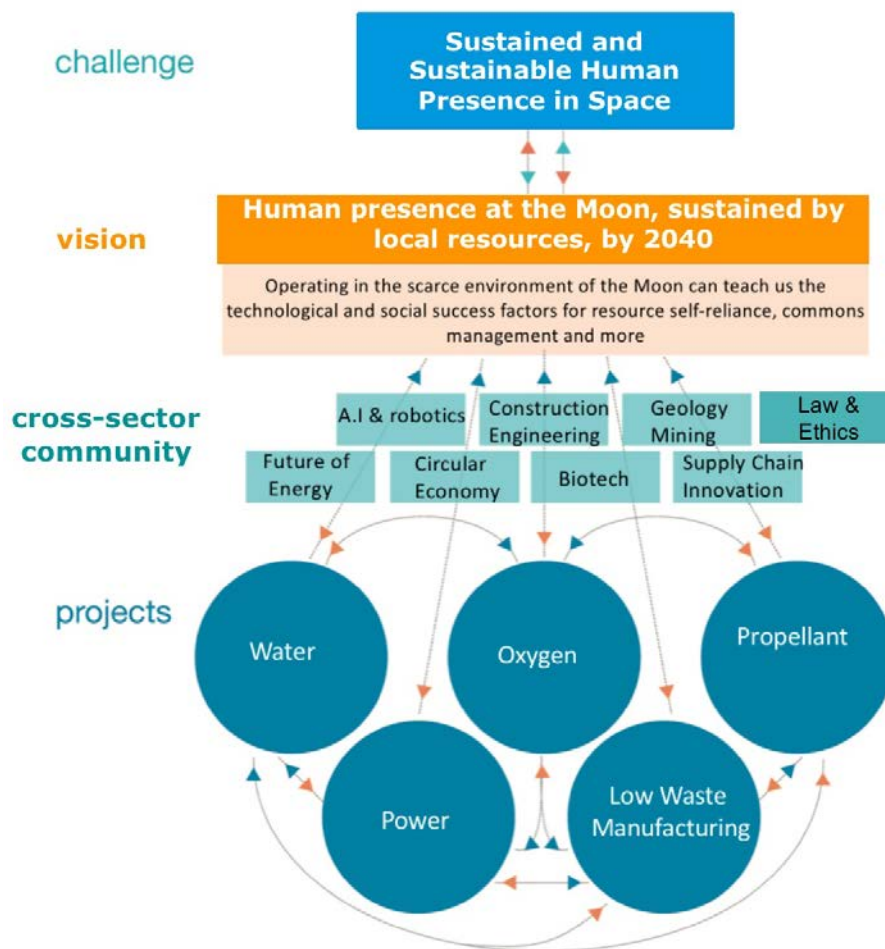 challenge
Sustained and
Sustainable Human
Presence in Space
vision
Human presence at the Moon, sustained by
local resources, by 2040
Operating in the scarce environment of the Moon can teach us the
technological and social success factors for resource self-reliance, commons
management and more
cross-sector
community
A.I & robotics
Construction
Engineering
Geology
Mining
Law &
Ethics
Future of
Energy
Circular
Economy
Biotech
Supply Chain
Innovation
projects
Water
Oxygen
Propellant
Power
Low Waste
Manufacturing